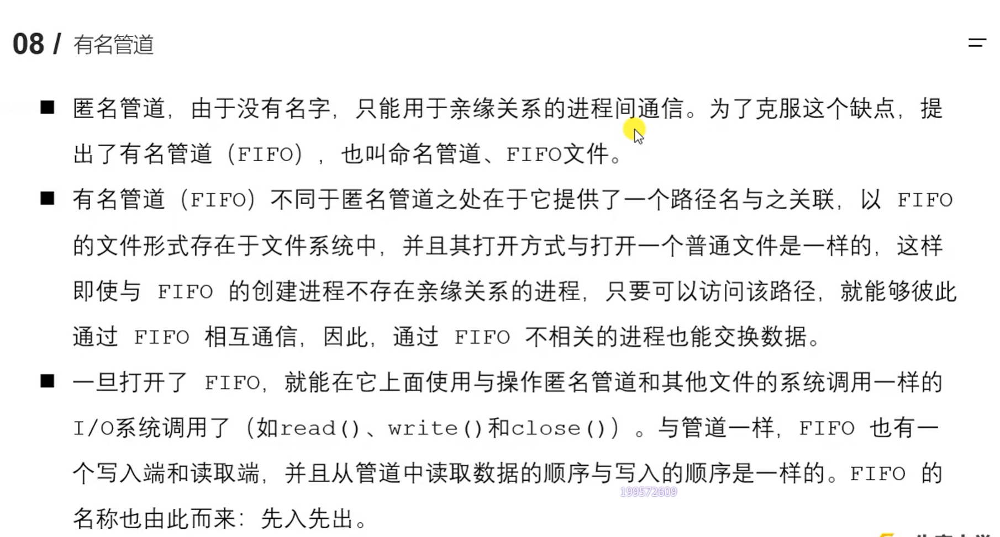 08 / 有名管道
■ 匿名管道，由于没有名字，只能用于亲缘关系的进程间通信。为了克服这个缺点，提
出了有名管道（FIFO），也叫命名管道、FIFO文件。
■ 有名管道（FIFO）不同于匿名管道之处在于它提供了一个路径名与之关联，以 FIFO
的文件形式存在于文件系统中，并且其打开方式与打开一个普通文件是一样的，这样
即使与 FIFO 的创建进程不存在亲缘关系的进程，只要可以访问该路径，就能够彼此
通过 FIFO 相互通信，因此，通过 FIFO 不相关的进程也能交换数据。
■ 一旦打开了 FIFO，就能在它上面使用与操作匿名管道和其他文件的系统调用一样的
I/O系统调用了（如read()、write()和close()）。与管道一样，FIFO 也有一
个写入端和读取端，并且从管道中读取数据的顺序与写入的顺序是一样的。FIFO 的
199572609
名称也由此而来：先入先出。